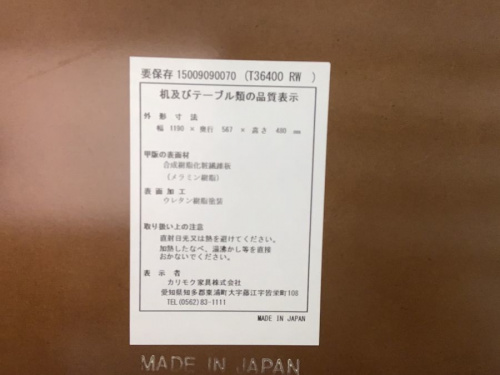 要保存 15009090070 (T36400 RW )
机及びテーブル類の品質表示
外形寸法
幅 1190 × 奥行 567 × 高さ 400 mm
甲板の表面材
合成樹脂化粧繊維板
(メラミン樹脂)
表面加工
ウレタン樹脂塗装
取り扱い上の注意
直射日光又は熱を避けてください。
加熱したなべ、湯沸かし等を直接
おかないでください。
表示者
カリモク家具株式会社
愛知県知多郡東浦町大字藤江字皆栄町108
TEL(0562)83-1111
MADE IN JAPAN
MADE IN JAPAN